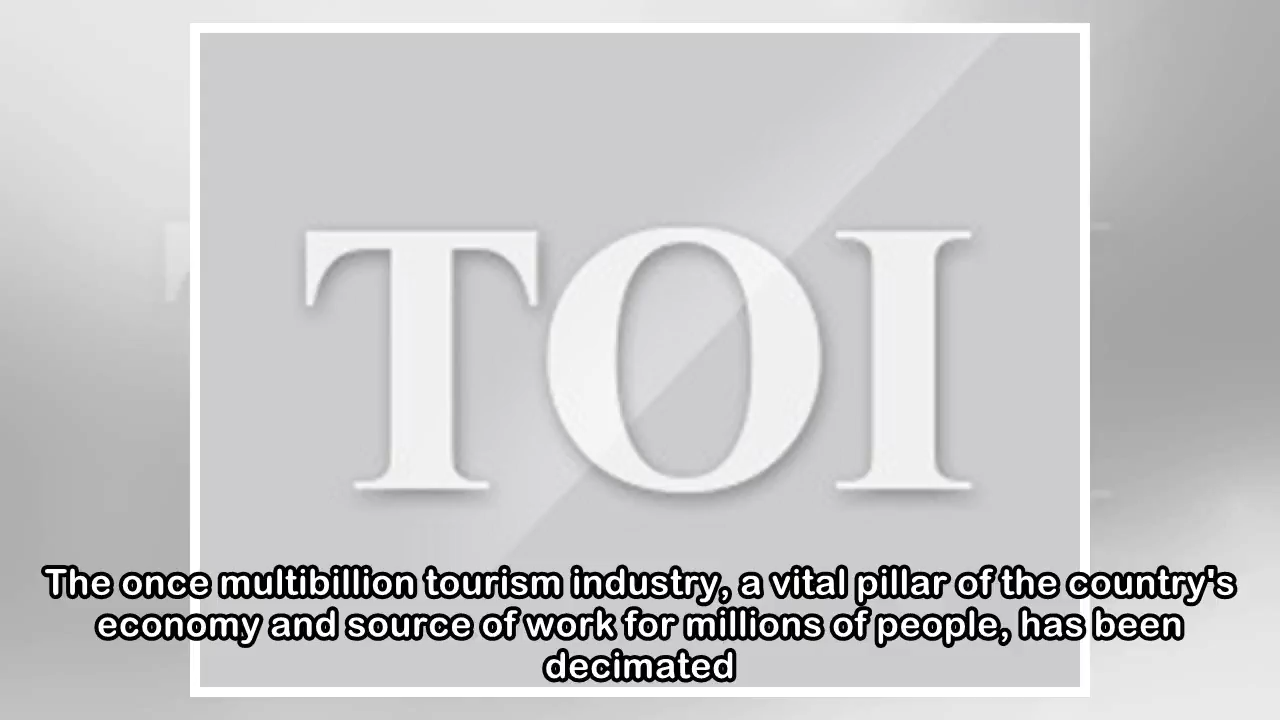 TOI
The once multibillion tourism industry, a vital pillar of the country's
economy and source of work for millions of people, has been
decimated